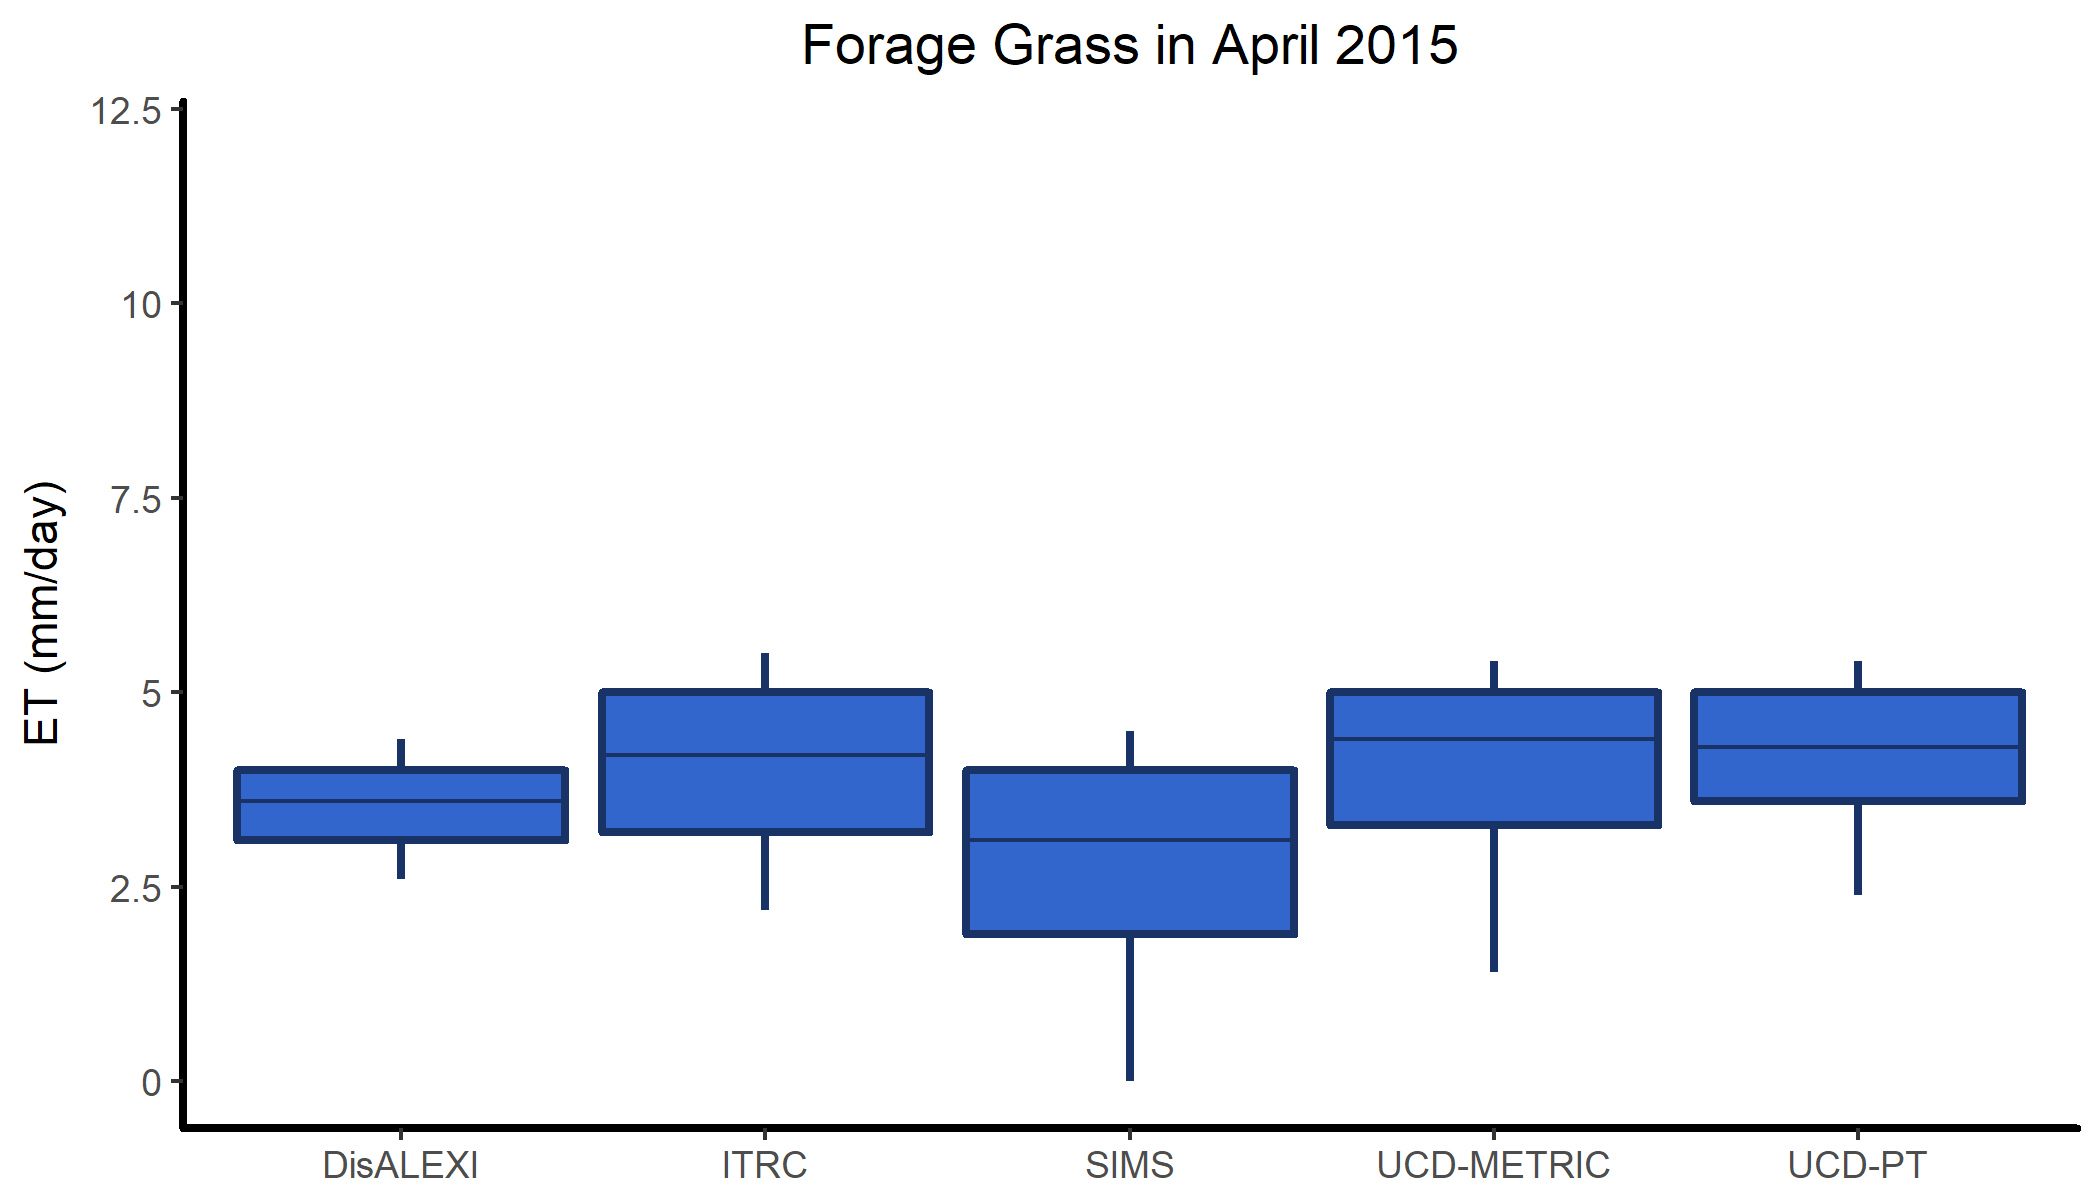 Forage Grass in April 2015
ET (mm/day)
12.5
10
7.5
5
2.5
0
DisALEXI ITRC SIMS UCD-METRIC UCD-PT